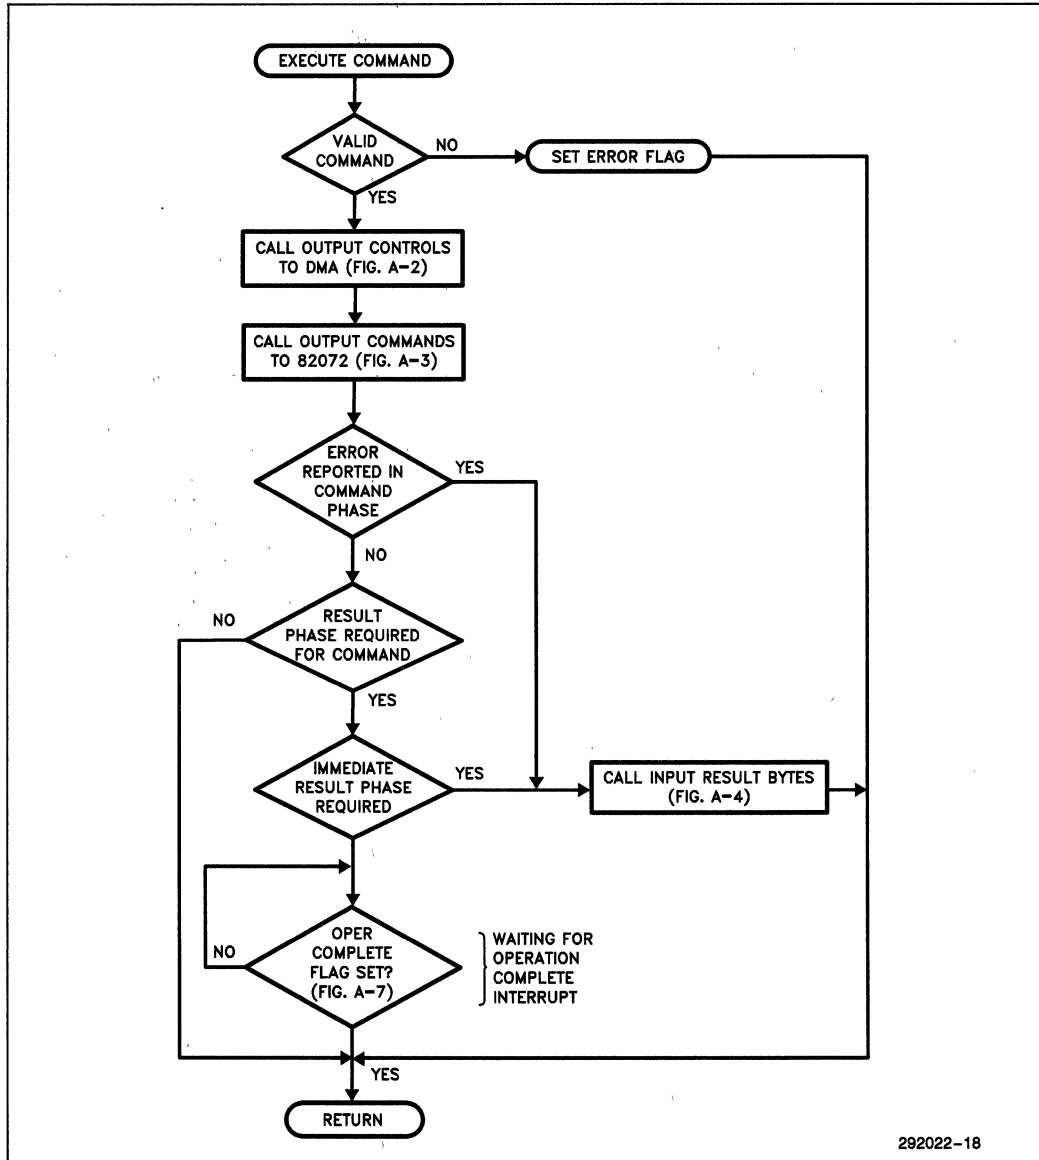 EXECUTE COMMAND
VALID
COMMAND
NO
SET ERROR FLAG
YES
CALL OUTPUT CONTROLS
TO DMA (FIG. A-2)
CALL OUTPUT COMMANDS
TO 82072 (FIG. A-3)
ERROR
REPORTED IN
COMMAND
PHASE
YES
NO
RESULT
PHASE REQUIRED
FOR COMMAND
NO
YES
IMMEDIATE
RESULT PHASE
REQUIRED
YES
CALL INPUT RESULT BYTES
(FIG. A-4)
OPER
COMPLETE
FLAG SET?
(FIG. A-7)
NO
WAITING FOR
OPERATION
COMPLETE
INTERRUPT
YES
RETURN
292022-18